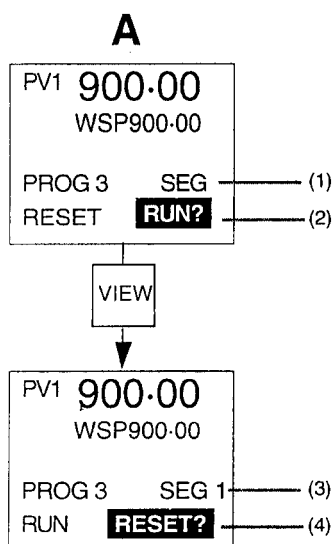 A
PV1 900·00
WSP900·00
PROG 3 SEG (1)
RESET RUN? (2)
VIEW
PV1 900·00
WSP900·00
PROG 3 SEG 1 (3)
RUN RESET? (4)